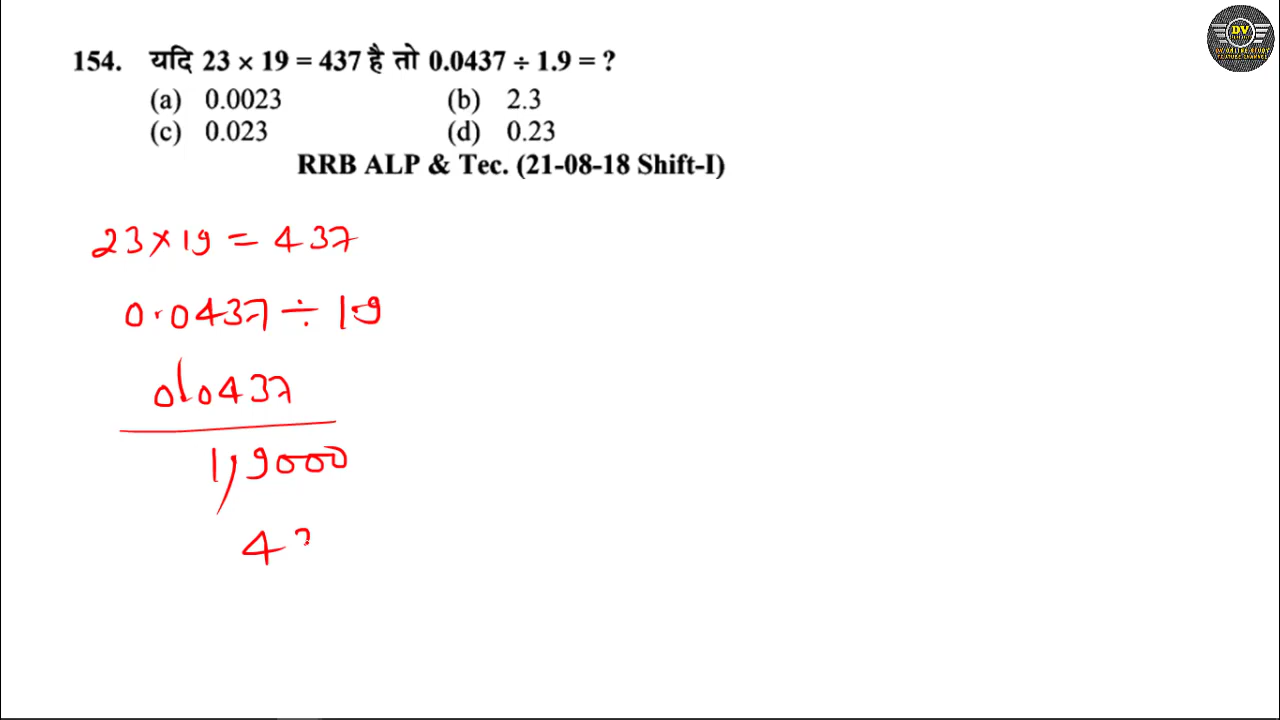 154. यदि 23 × 19 = 437 है तो 0.0437 ÷ 1.9 = ?
(a) 0.0023 (b) 2.3
(c) 0.023 (d) 0.23
RRB ALP & Tec. (21-08-18 Shift-I)
23 × 19 = 437
0.0437 ÷ 1.9
0.0437
1.9000
4
DV